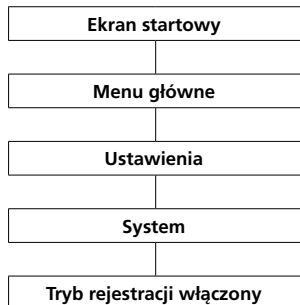 Ekran startowy
Menu główne
Ustawienia
System
Tryb rejestracji włączony